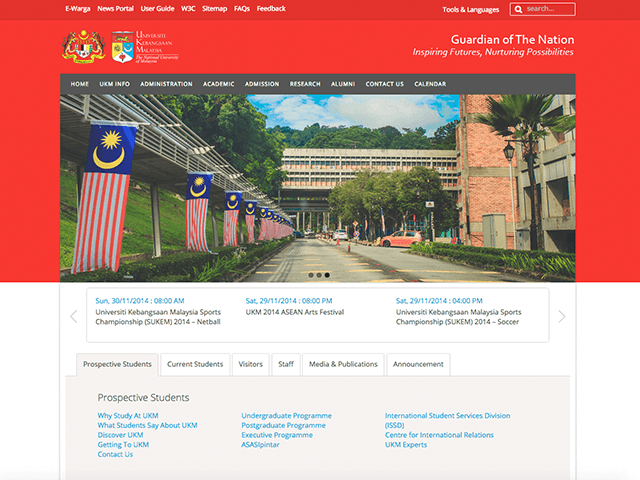 E-Warga News Portal User Guide W3C Sitemap FAQs Feedback
Tools & Languages search...
UNIVERSITI
KEBANGSAAN
MALAYSIA
The National University
of Malaysia
Guardian of The Nation
Inspiring Futures, Nurturing Possibilities
HOME UKM INFO ADMINISTRATION ACADEMIC ADMISSION RESEARCH ALUMNI CONTACT US CALENDAR
Sun, 30/11/2014 : 08:00 AM
Universiti Kebangsaan Malaysia Sports
Championship (SUKEM) 2014 – Netball
Sat, 29/11/2014 : 08:00 PM
UKM 2014 ASEAN Arts Festival
Sat, 29/11/2014 : 04:00 PM
Universiti Kebangsaan Malaysia Sports
Championship (SUKEM) 2014 – Soccer
Prospective Students Current Students Visitors Staff Media & Publications Announcement
Prospective Students
Why Study At UKM
What Students Say About UKM
Discover UKM
Getting To UKM
Contact Us
Undergraduate Programme
Postgraduate Programme
Executive Programme
ASASIpintar
International Student Services Division
(ISSD)
Centre for International Relations
UKM Experts